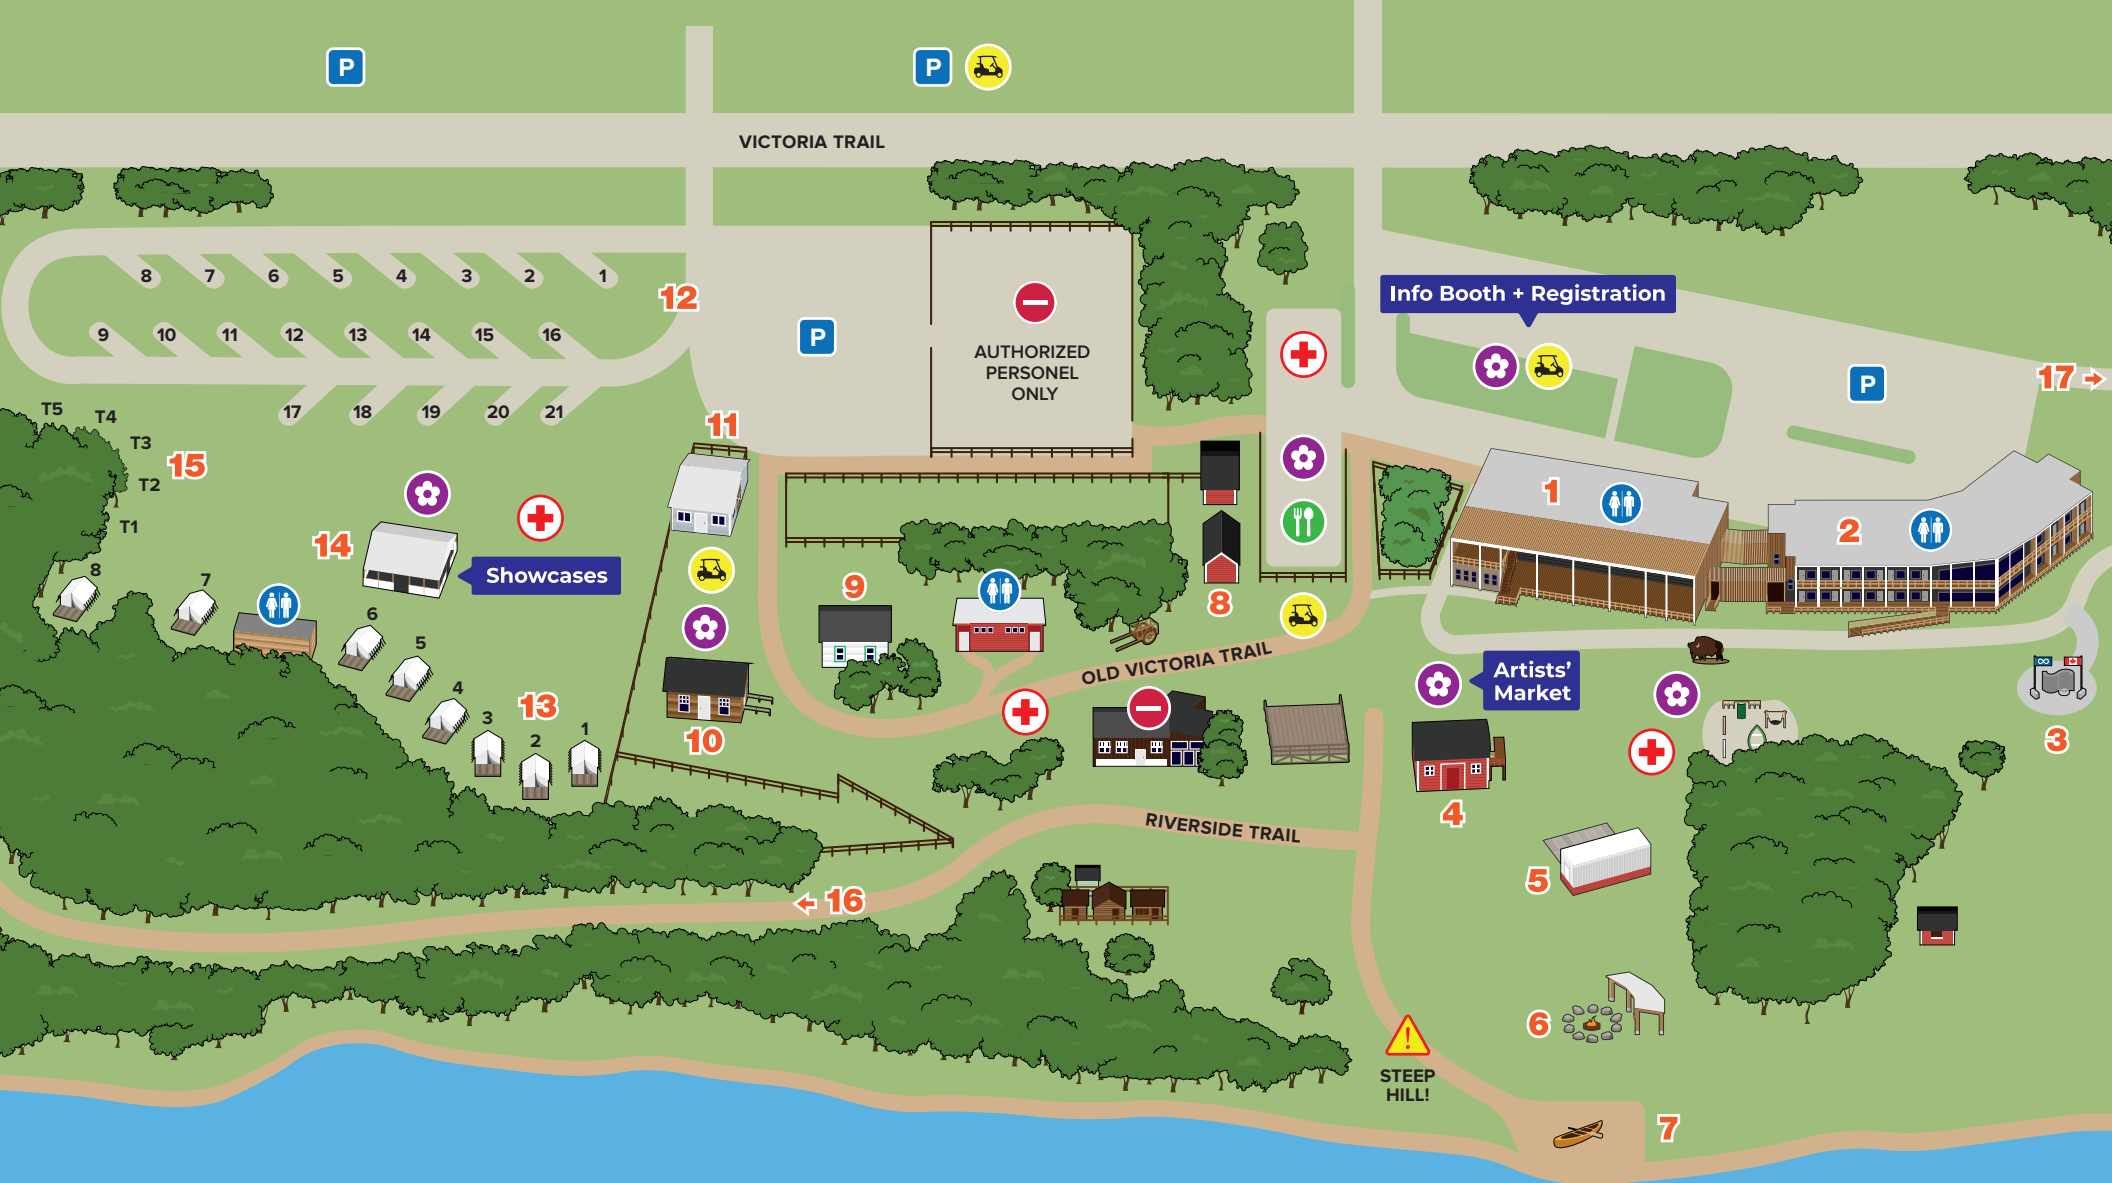 P
P
VICTORIA TRAIL
8 7 6 5 4 3 2 1
12
9 10 11 12 13 14 15 16
17 18 19 20 21
P
AUTHORIZED
PERSONEL
ONLY
Info Booth + Registration
P
17
T5
T4
T3
T2
T1
15
11
14
Showcases
1
2
8
7
6
5
4
3
2
1
13
9
8
10
OLD VICTORIA TRAIL
Artists'
Market
3
4
RIVERSIDE TRAIL
5
16
6
STEEP
HILL!
7